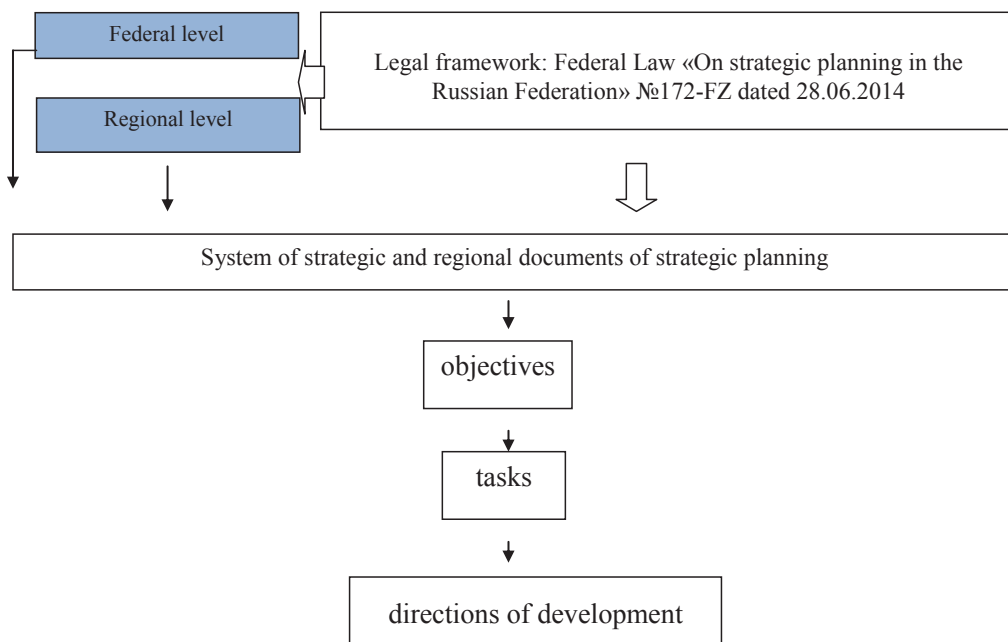 Federal level
Legal framework: Federal Law «On strategic planning in the
Russian Federation» №172-FZ dated 28.06.2014
Regional level
System of strategic and regional documents of strategic planning
objectives
tasks
directions of development